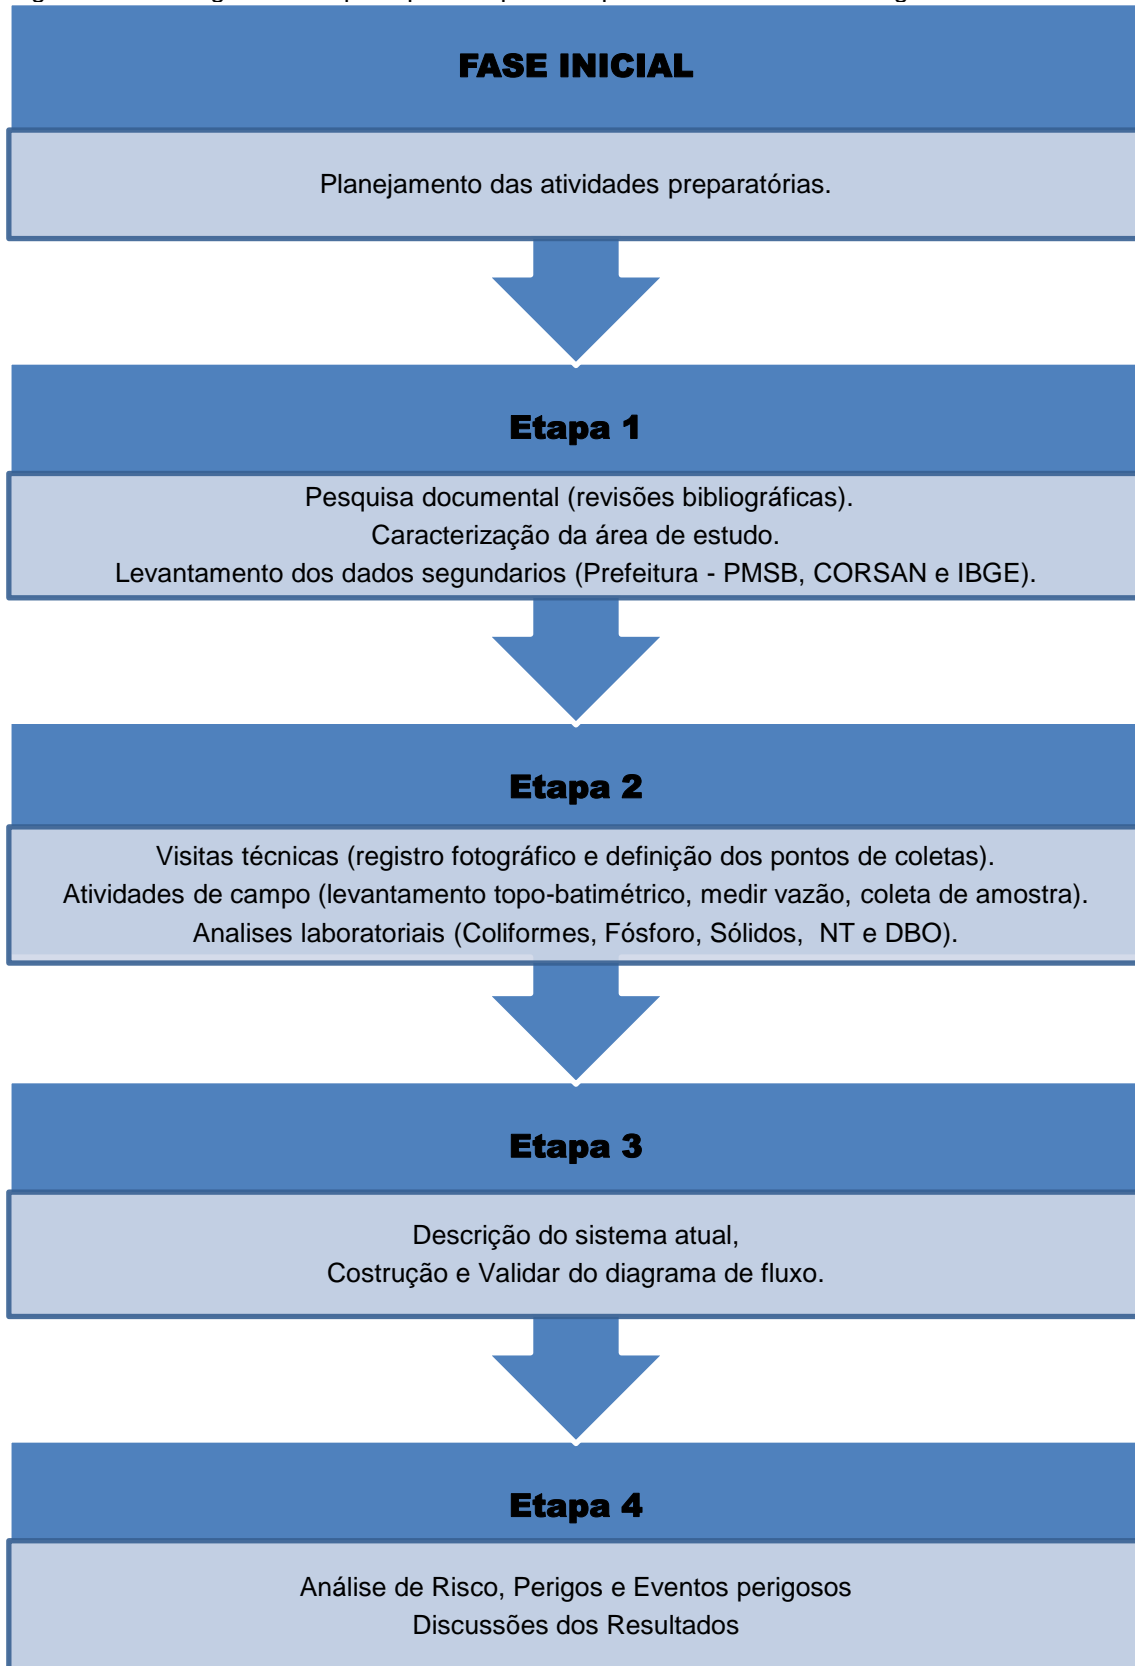 FASE INICIAL
Planejamento das atividades preparatórias.
Etapa 1
Pesquisa documental (revisões bibliográficas).
Caracterização da área de estudo.
Levantamento dos dados segundarios (Prefeitura - PMSB, CORSAN e IBGE).
Etapa 2
Visitas técnicas (registro fotográfico e definição dos pontos de coletas).
Atividades de campo (levantamento topo-batimétrico, medir vazão, coleta de amostra).
Analises laboratoriais (Coliformes, Fósforo, Sólidos,  NT e DBO).
Etapa 3
Descrição do sistema atual,
Costrução e Validar do diagrama de fluxo.
Etapa 4
Análise de Risco, Perigos e Eventos perigosos
Discussões dos Resultados